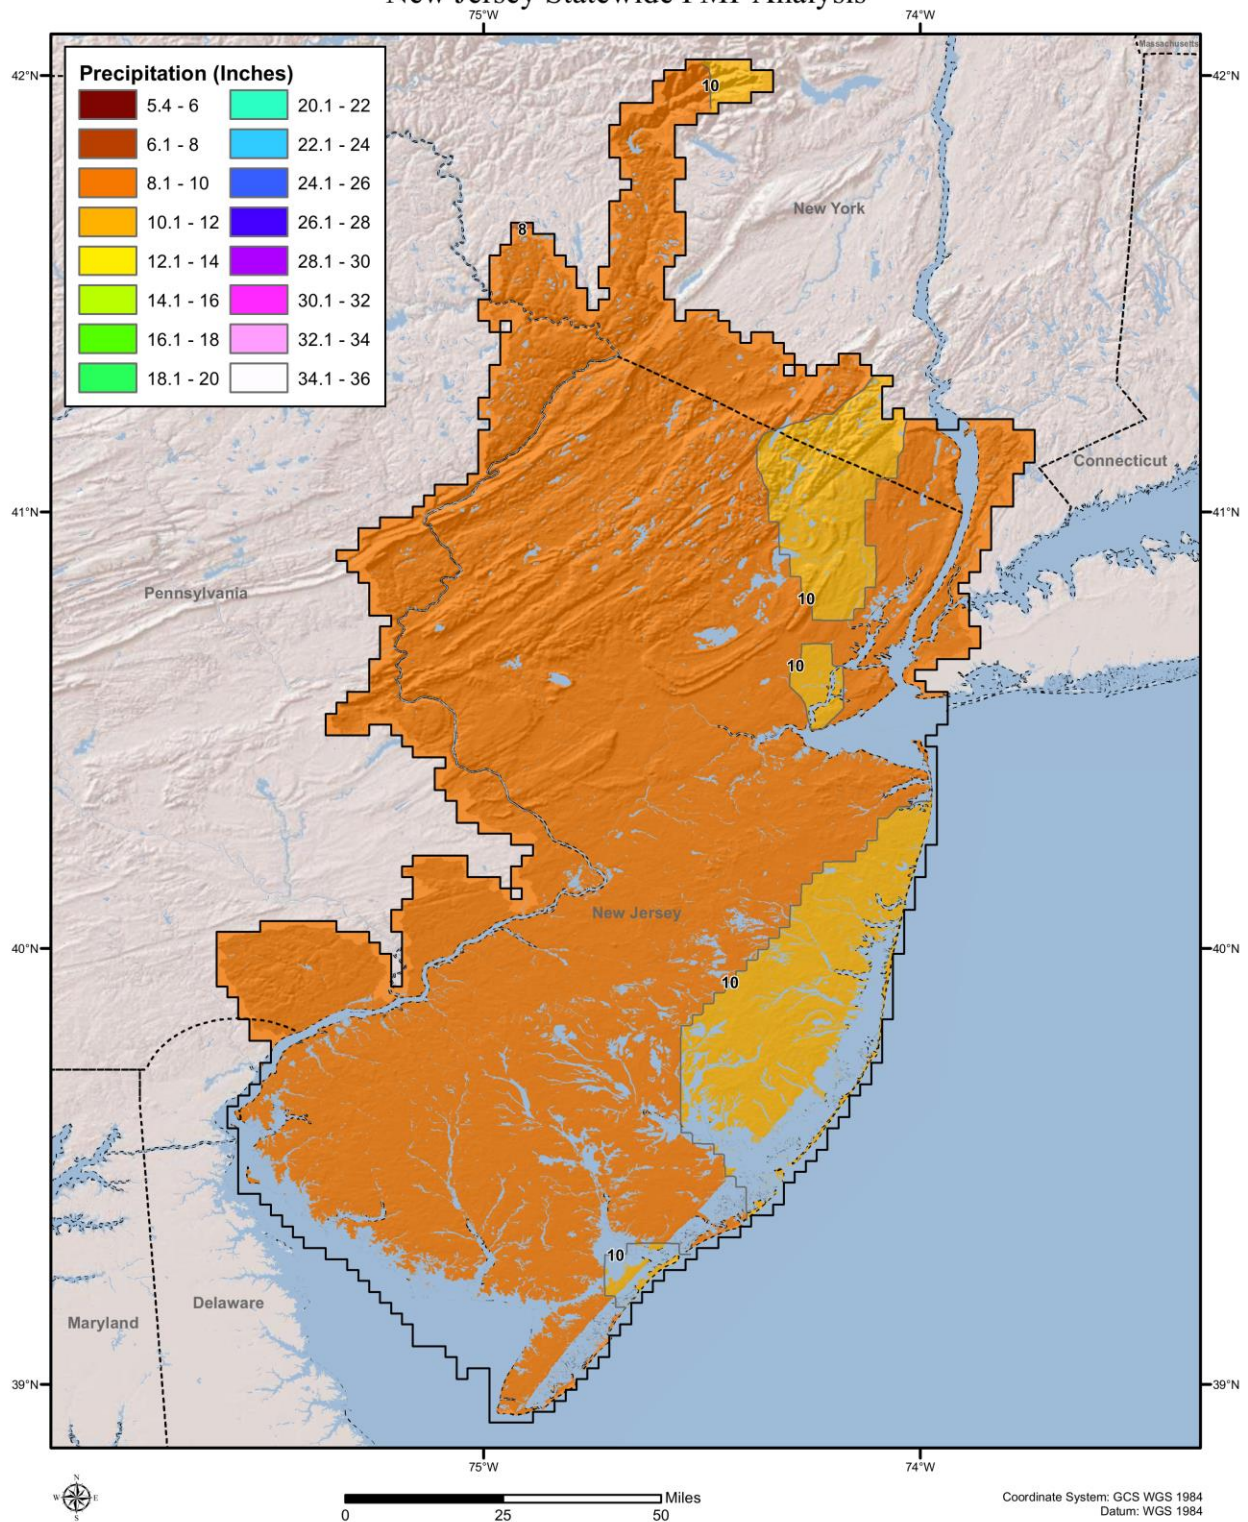 New Jersey Statewide PMP Analysis
75°W 74°W
Massachusetts
42°N 42°N
Precipitation (Inches)
5.4 - 6 20.1 - 22
6.1 - 8 22.1 - 24
8.1 - 10 24.1 - 26
10.1 - 12 26.1 - 28
12.1 - 14 28.1 - 30
14.1 - 16 30.1 - 32
16.1 - 18 32.1 - 34
18.1 - 20 34.1 - 36
10
New York
8
Connecticut
41°N 41°N
Pennsylvania
10
10
New Jersey
40°N 40°N
10
10
Delaware
Maryland
39°N 39°N
75°W 74°W
N
W E
S
Miles
0 25 50
Coordinate System: GCS WGS 1984
Datum: WGS 1984